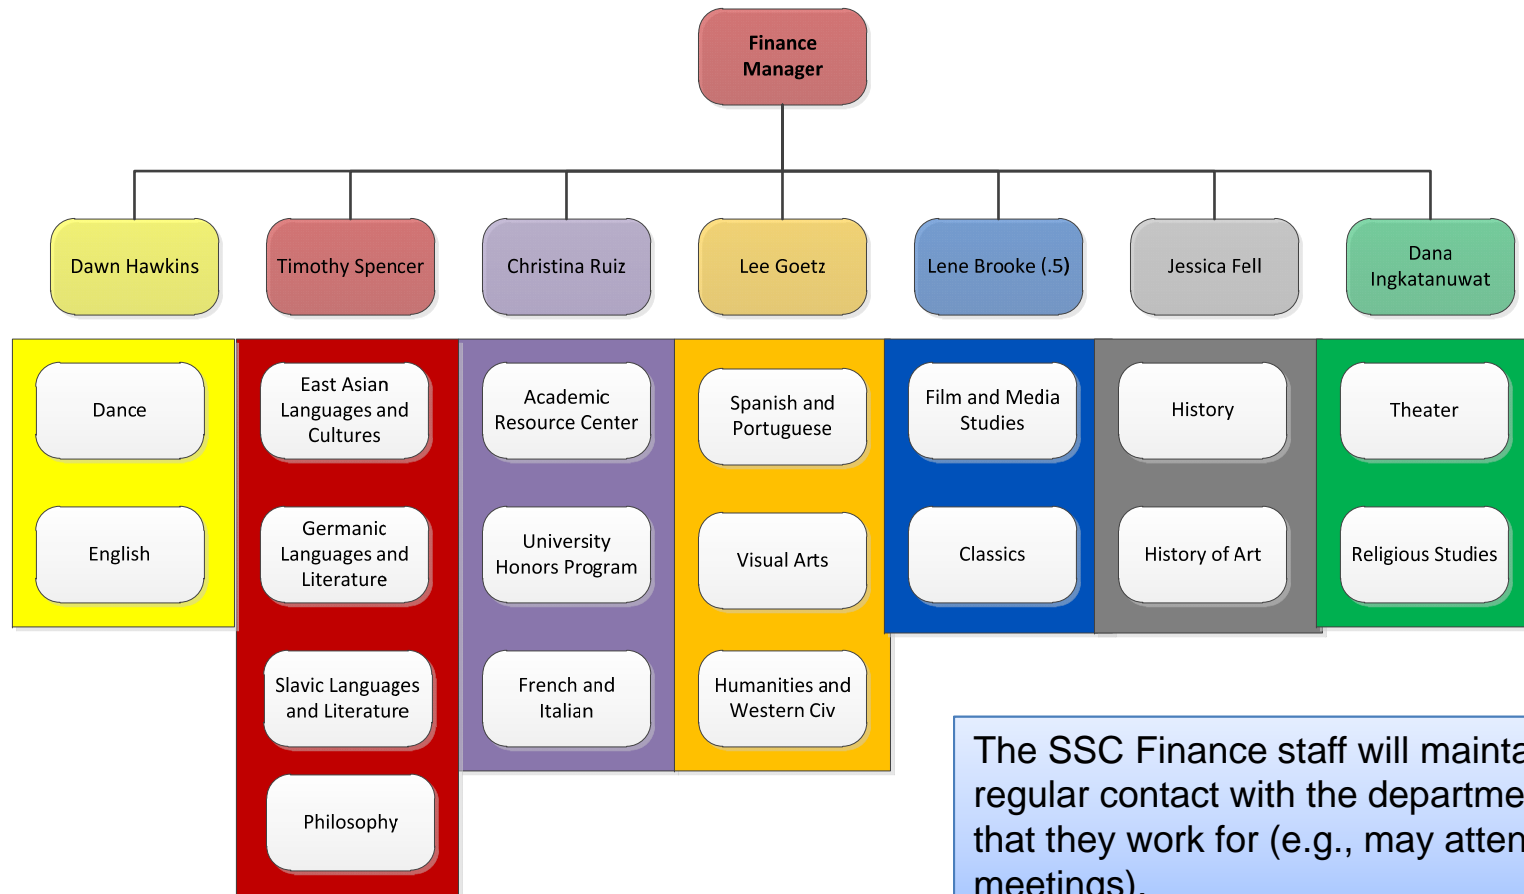 Finance
Manager
Dawn Hawkins
Timothy Spencer
Christina Ruiz
Lee Goetz
Lene Brooke (.5)
Jessica Fell
Dana
Ingkatanuwat
Dance
English
East Asian
Languages and
Cultures
Germanic
Languages and
Literature
Slavic Languages
and Literature
Philosophy
Academic
Resource Center
University
Honors Program
French and
Italian
Spanish and
Portuguese
Visual Arts
Humanities and
Western Civ
Film and Media
Studies
Classics
History
History of Art
Theater
Religious Studies
The SSC Finance staff will
regular contact with the
that they work for (e.g., may
meetings).